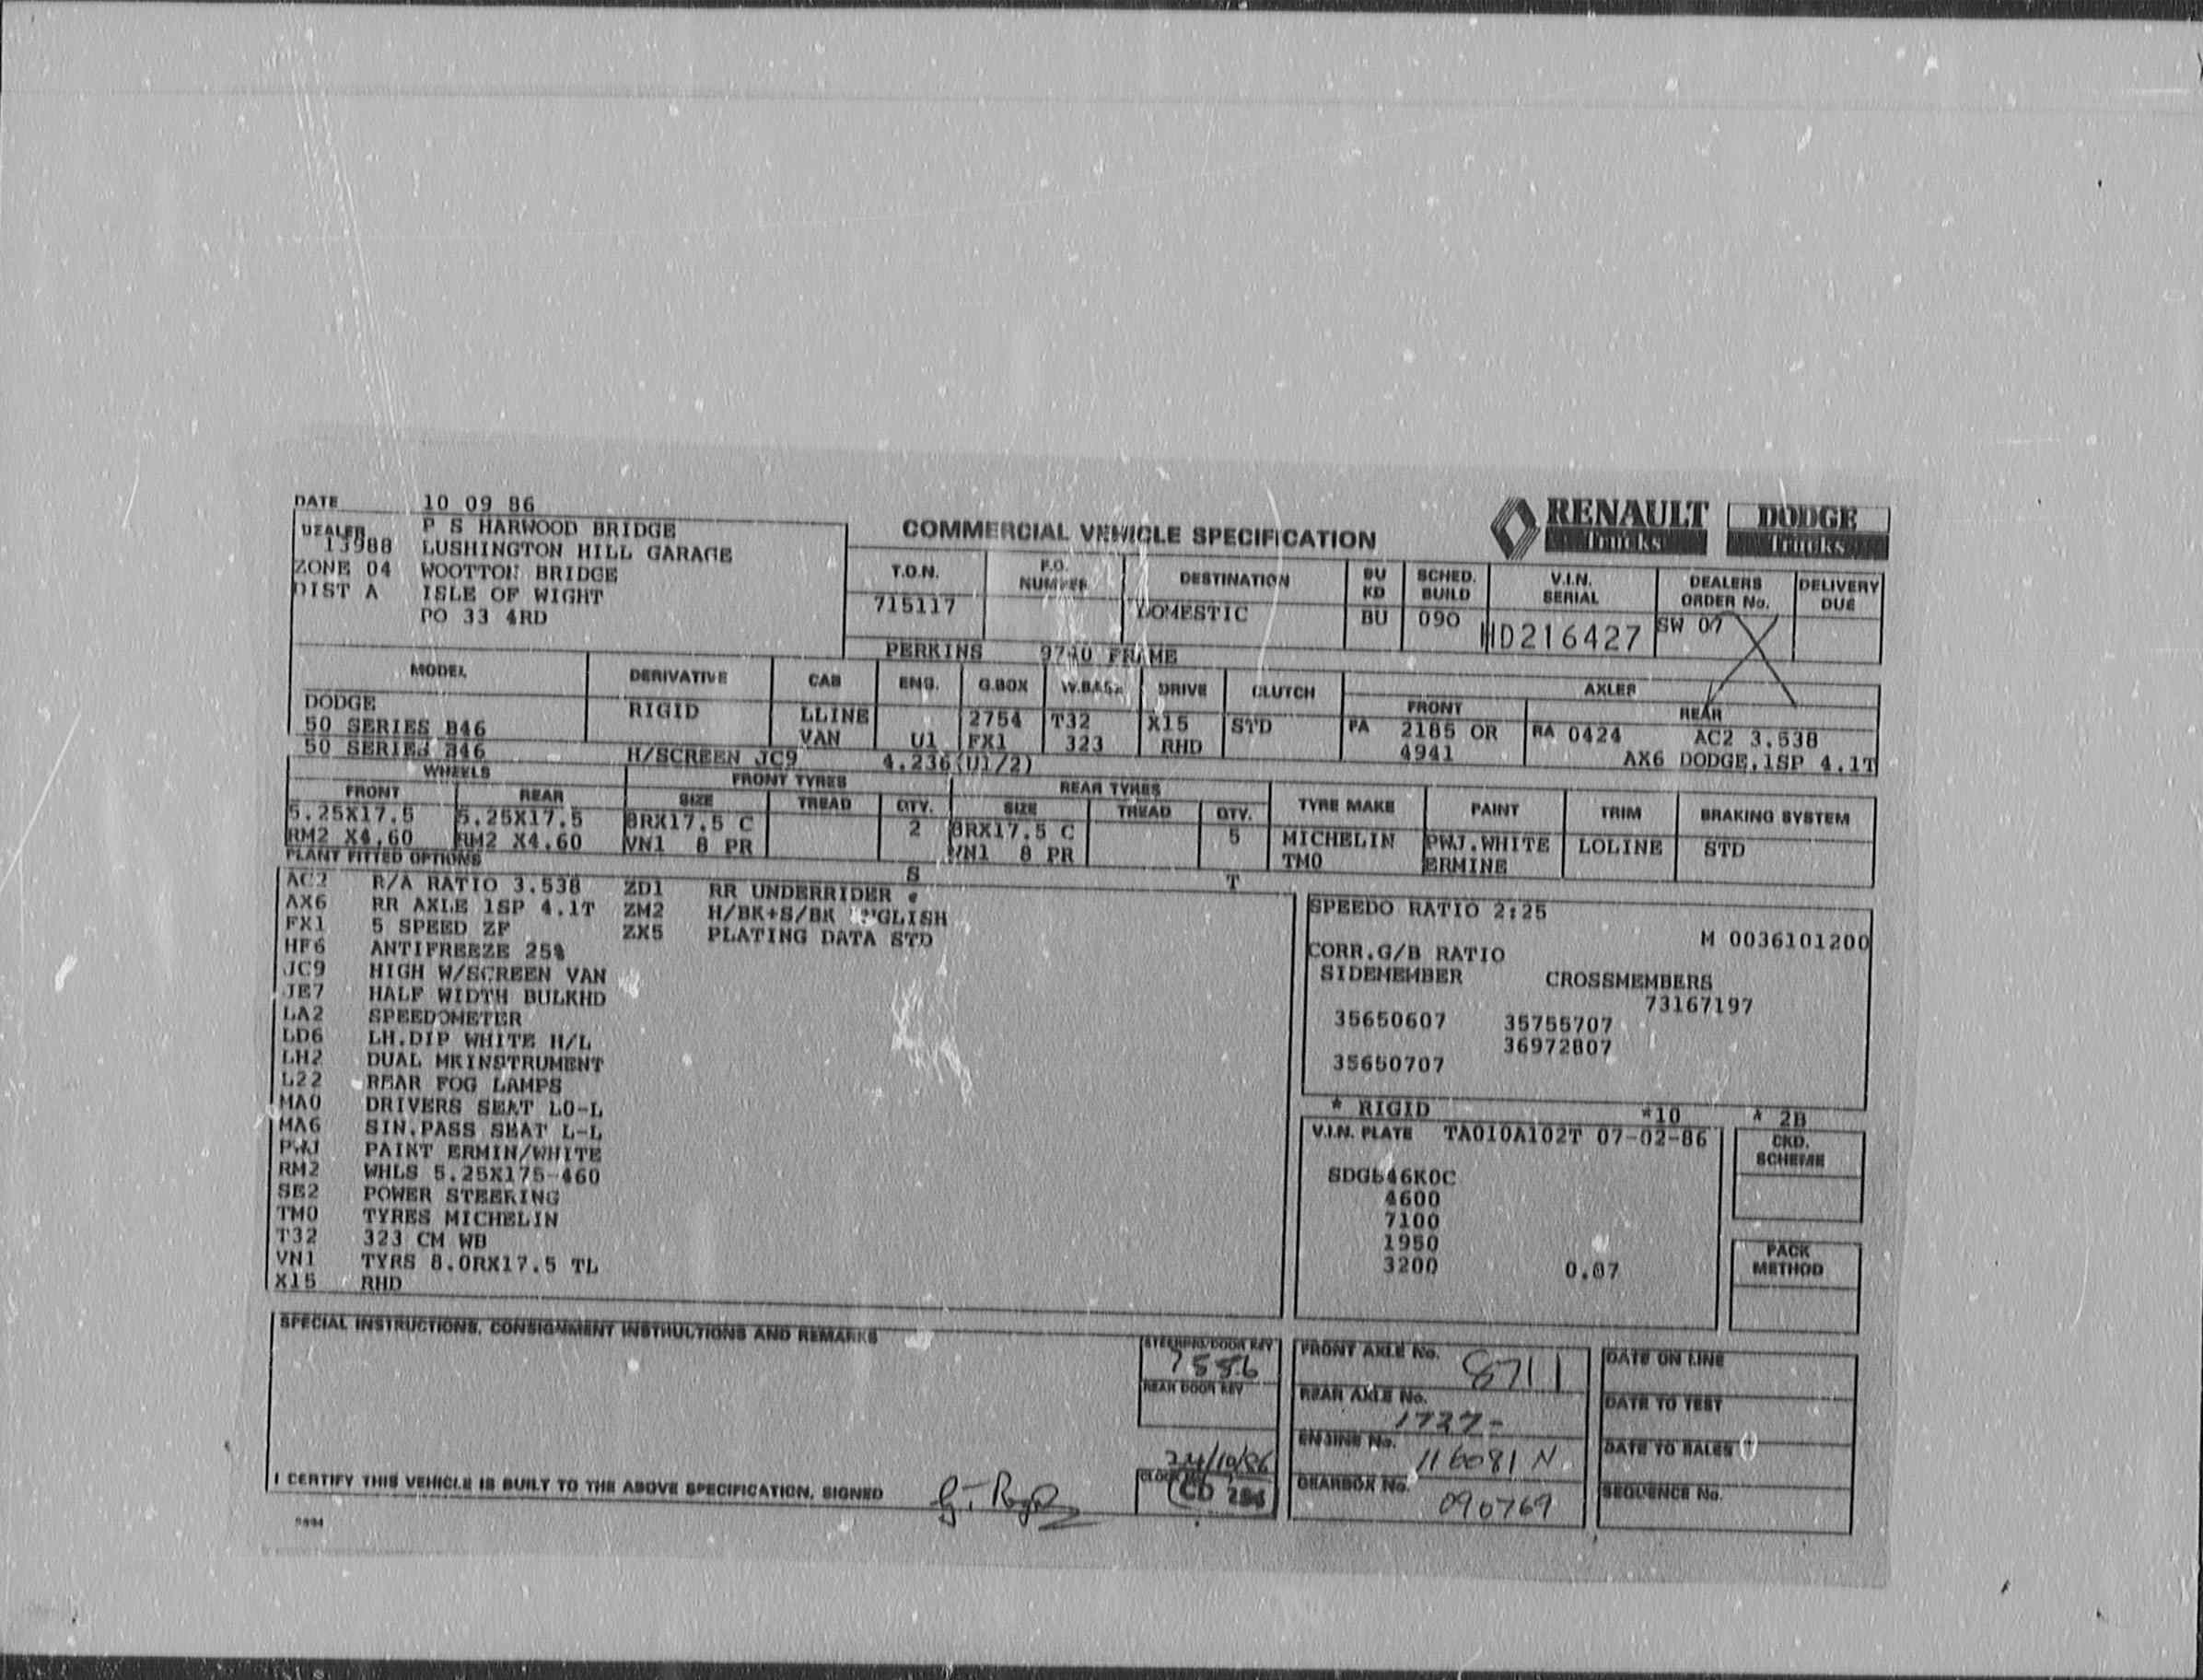 DATE 10 09 86
DEALER P S HARWOOD BRIDGE
13988 LUSHINGTON HILL GARAGE
ZONE 04 WOOTTON BRIDGE
DIST A ISLE OF WIGHT
PO 33 4RD
COMMERCIAL VEHICLE SPECIFICATION
RENAULT Trucks
DODGE Trucks
T.O.N. F.O. NUMBER DESTINATION BU KD SCHED. BUILD V.I.N. SERIAL DEALERS ORDER No. DELIVERY DUE
715117 DOMESTIC BU 090 HD216427 SW 07
PERKINS 9740 FRAME
MODEL DERIVATIVE CAB ENG. G.BOX W.BASE DRIVE CLUTCH AXLES
FRONT REAR
DODGE RIGID LLINE 2754 T32 X15 STD FA 2185 OR RA 0424 AC2 3.538
50 SERIES B46 VAN U1 FX1 323 RHD 4941 AX6 DODGE,1SP 4.1T
50 SERIES B46 H/SCREEN JC9 4.236(U1/2)
WHEELS FRONT TYRES REAR TYRES
FRONT REAR SIZE TREAD QTY. SIZE TREAD QTY. TYRE MAKE PAINT TRIM BRAKING SYSTEM
5.25X17.5 5.25X17.5 8RX17.5 C 2 8RX17.5 C 5 MICHELIN PWJ.WHITE LOLINE STD
RM2 X4.60 RM2 X4.60 VN1 8 PR VN1 8 PR TM0 ERMINE
PLANT FITTED OPTIONS S T
AC2 R/A RATIO 3.538 ZD1 RR UNDERRIDER
AX6 RR AXLE 1SP 4.1T ZM2 H/BK+S/BK ENGLISH
FX1 5 SPEED ZF ZX5 PLATING DATA STD
HF6 ANTIFREEZE 25%
JC9 HIGH W/SCREEN VAN
JE7 HALF WIDTH BULKHD
LA2 SPEEDOMETER
LD6 LH.DIP WHITE H/L
LH2 DUAL MKINSTRUMENT
L22 REAR FOG LAMPS
MA0 DRIVERS SEAT LO-L
MA6 SIN.PASS SEAT L-L
PWJ PAINT ERMIN/WHITE
RM2 WHLS 5.25X175-460
SE2 POWER STEERING
TM0 TYRES MICHELIN
T32 323 CM WB
VN1 TYRS 8.0RX17.5 TL
X15 RHD
SPEEDO RATIO 2:25
M 0036101200
CORR.G/B RATIO
SIDEMEMBER CROSSMEMBERS
73167197
35650607 35755707
36972807
35650707
* RIGID *10 * 2B
V.I.N. PLATE TA010A102T 07-02-86
SDGB46K0C
4600
7100
1950
3200 0.07
CKD. SCHEME
PACK METHOD
SPECIAL INSTRUCTIONS, CONSIGNMENT INSTRUCTIONS AND REMARKS
STEERING/DOOR KEY
7556
REAR DOOR KEY
24/10/86
CLOCK No.
CD 284
FRONT AXLE No. 8711
REAR AXLE No. 1727-
ENGINE No. 116081 N.
GEARBOX No. 090769
DATE ON LINE
DATE TO TEST
DATE TO SALES
SEQUENCE No.
I CERTIFY THIS VEHICLE IS BUILT TO THE ABOVE SPECIFICATION, SIGNED